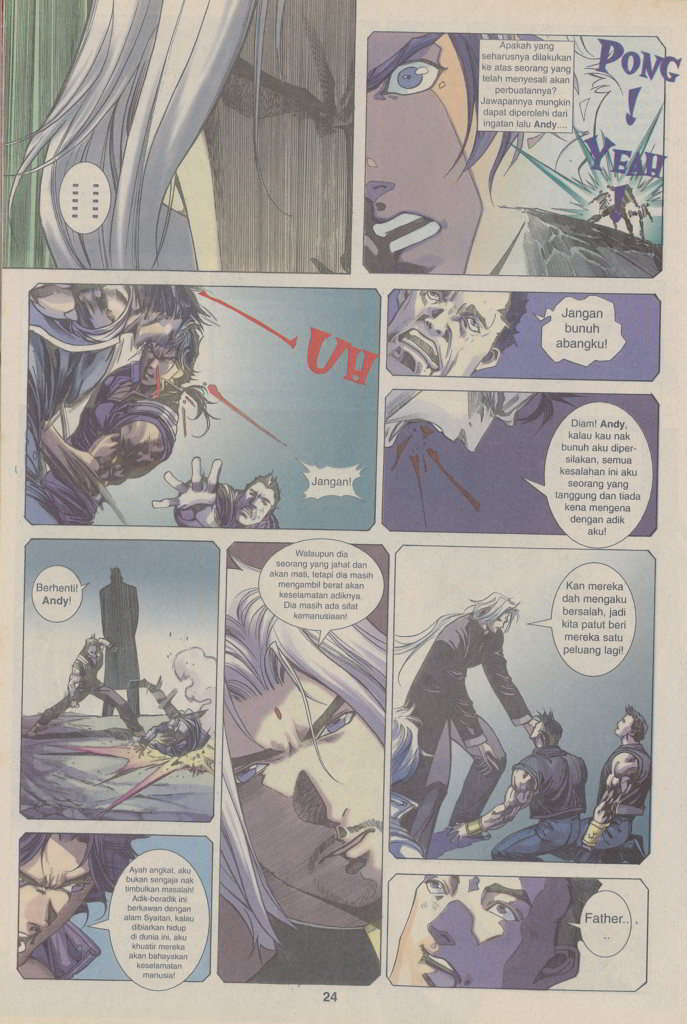 Apakah yang
seharusnya dilakukan
ke atas seorang yang
telah menyesali akan
perbuatannya?
Jawapannya mungkin
dapat diperolehi dari
ingatan lalu Andy....
PONG
!
YEAH
!
UH
Jangan!
Jangan
bunuh
abangku!
Diam! Andy,
kalau kau nak
bunuh aku diper-
silakan, semua
kesalahan ini aku
seorang yang
tanggung dan tiada
kena mengena
dengan adik
aku!
Berhenti!
Andy!
Walaupun dia
seorang yang jahat dan
akan mati, tetapi dia masih
mengambil berat akan
keselamatan adiknya.
Dia masih ada sifat
kemanusiaan!
Kan mereka
dah mengaku
bersalah, jadi
kita patut beri
mereka satu
peluang lagi!
Ayah angkat, aku
bukan sengaja nak
timbulkan masalah!
Adik-beradik ini
berkawan dengan
alam Syaitan, kalau
dibiarkan hidup
di dunia ini, aku
khuatir mereka
akan bahayakan
keselamatan
manusia!
Father...
..
24